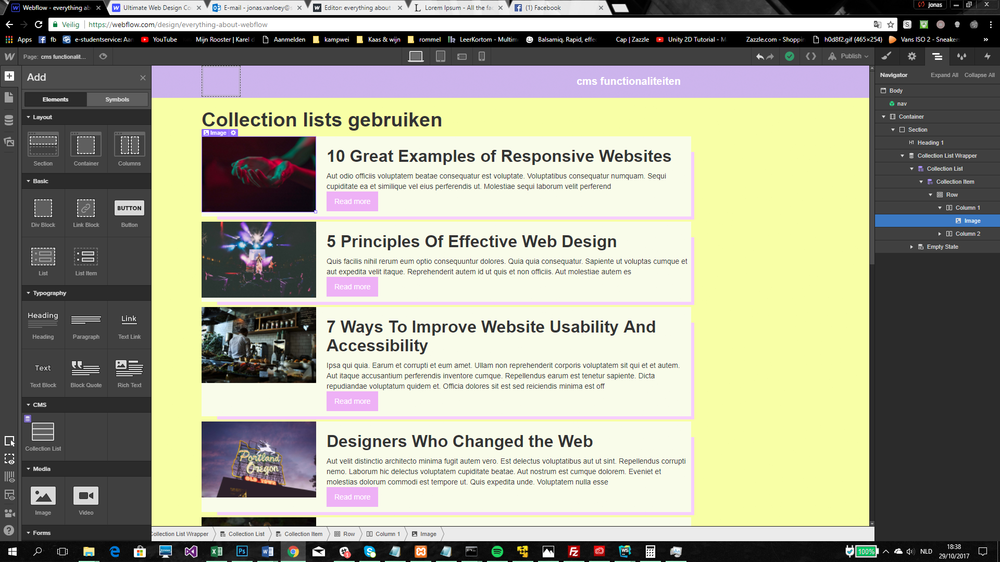 Webflow - everything ab
Ultimate Web Design Co
E-mail - jonas.vanloey@s
Editor: everything about
Lorem Ipsum - All the fa
(1) Facebook
jonas
Veilig
https://webflow.com/design/everything-about-webflow
Apps
fb
e-studentservice: Aan
YouTube
Mijn Rooster | Karel d
Aanmelden
kampwei
Kaas & wijn
rommel
LeerKortom - Multim
Balsamiq. Rapid, effe
Cap | Zazzle
Unity 2D Tutorial - M
Zazzle.com - Shoppin
h0d8f2.gif (465×254)
Vans ISO 2 - Sneaker
»
Page: cms functionalit...
Publish
Add
Elements
Symbols
Layout
Section
Container
Columns
Basic
BUTTON
Div Block
Link Block
Button
List
List Item
Typography
Heading
Link
Heading
Paragraph
Text Link
Text
Text Block
Block Quote
Rich Text
CMS
Collection List
Media
Image
Video
Forms
cms functionaliteiten
Collection lists gebruiken
Image
10 Great Examples of Responsive Websites
Aut odio officiis voluptatem beatae consequatur est voluptate. Voluptatibus consequatur numquam. Sequi
cupiditate ea et similique vel eius perferendis ut. Molestiae sequi laborum velit perferend
Read more
5 Principles Of Effective Web Design
Quis facilis nihil rerum eum optio consequuntur dolores. Quia quia consequatur. Sapiente ut voluptas cumque et
aut expedita velit itaque. Reprehenderit autem id ut quis et non officiis. Aut molestiae autem es
Read more
7 Ways To Improve Website Usability And
Accessibility
Ipsa qui quia. Earum et corrupti et eum amet. Ullam non reprehenderit corporis voluptatem sit qui et et autem.
Aut itaque accusantium perferendis inventore cumque. Repellendus earum est tenetur sapiente. Dicta
repudiandae voluptatum quidem et. Officia dolores sit est sed reiciendis minima est off
Read more
Portland
Oregon
OLD TOWN
Designers Who Changed the Web
Aut velit distinctio architecto minima fugit autem vero. Est delectus voluptatibus aut ut sint. Repellendus corrupti
nemo. Laborum hic delectus voluptatem cupiditate beatae. Aut nostrum est cumque dolorem. Eveniet et
molestias dolorum commodi est tempore ut. Quis expedita unde. Voluptatem nulla esse
Read more
Collection List Wrapper
Collection List
Collection Item
Row
Column 1
Image
Navigator
Expand All
Collapse All
Body
nav
Container
Section
H1 Heading 1
Collection List Wrapper
Collection List
Collection Item
Row
Column 1
Image
Column 2
Empty State
100%
NLD
18:38
29/10/2017